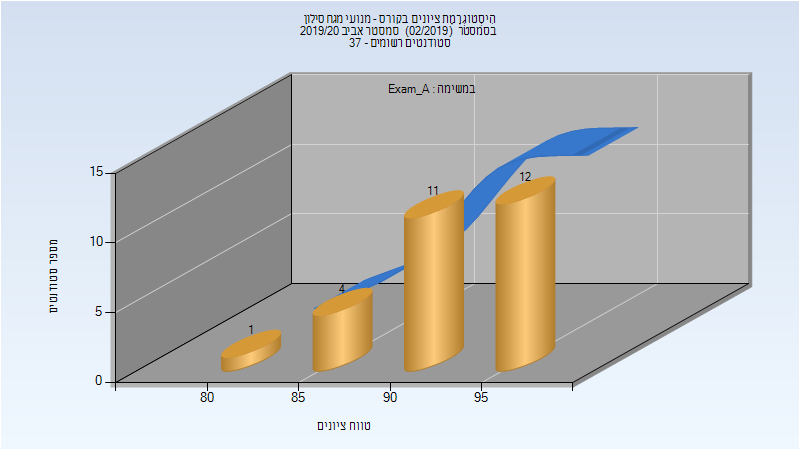 היסטוגרמת ציונים בקורס - מנועי מגח סילון
בסמסטר (02/2019) סמסטר אביב 2019/20
סטודנטים רשומים - 37
במשימה : Exam_A
מספר סטודנטים
15
10
5
0
1
4
11
12
80
85
90
95
טווח ציונים